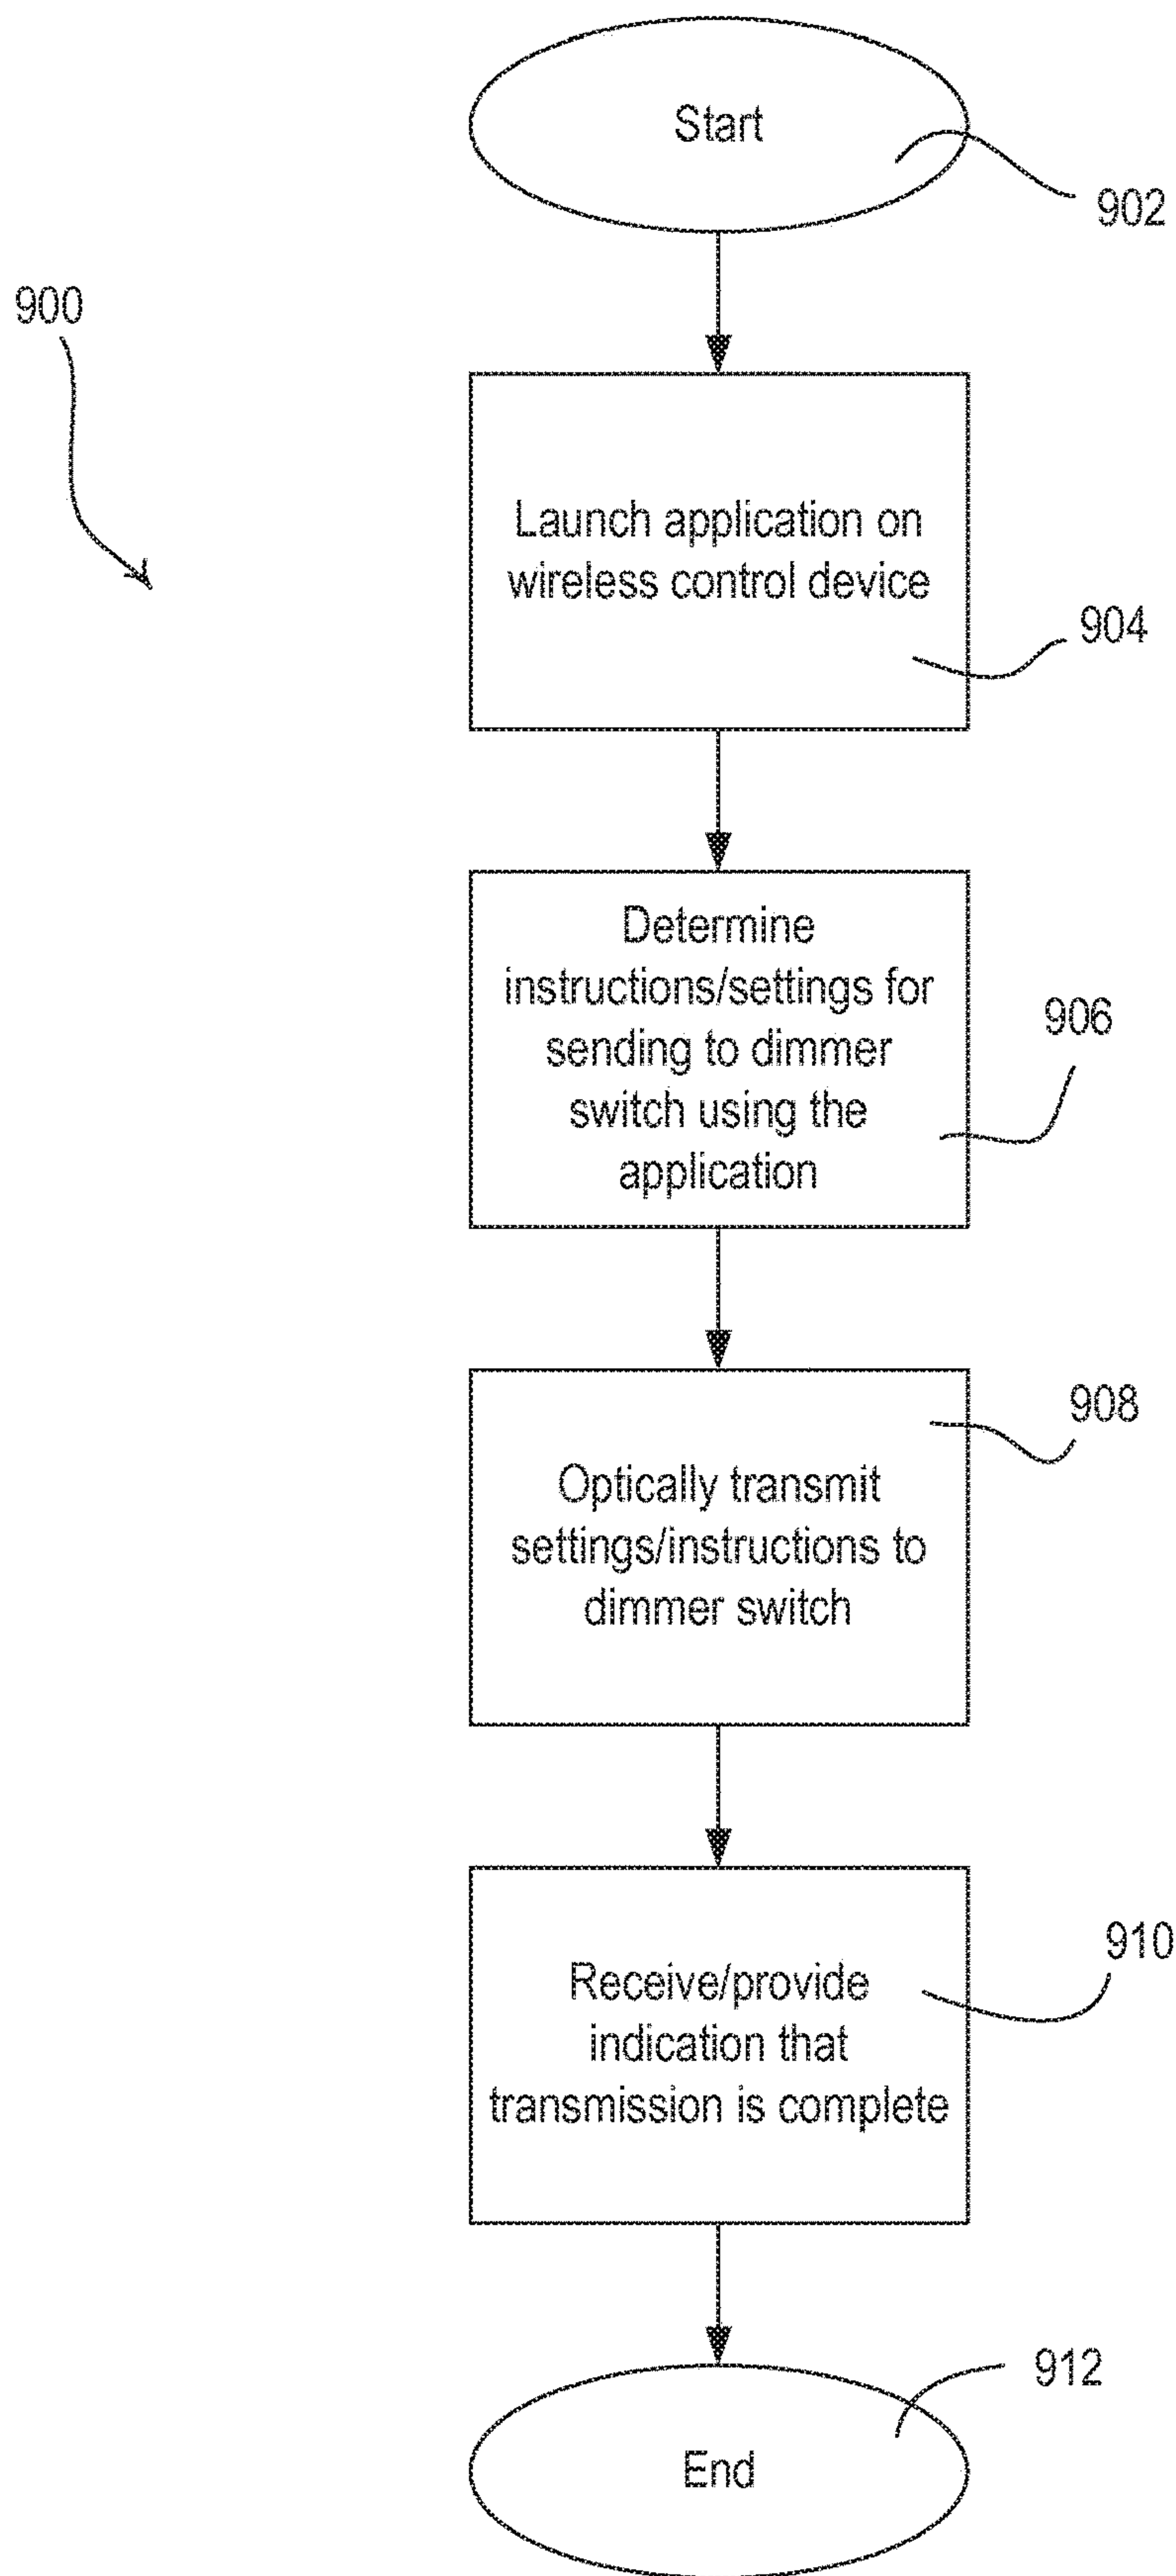 Start
902
900
Launch application on
wireless control device
904
Determine
instructions/settings for
sending to dimmer
switch using the
application
906
908
Optically transmit
settings/instructions to
dimmer switch
910
Receive/provide
indication that
transmission is complete
912
End